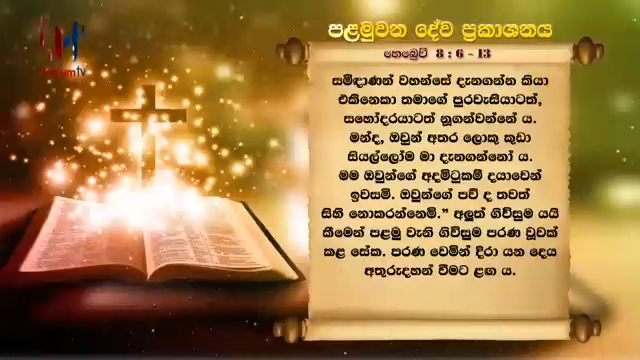 පළමුවන දේව ප්‍රකාශනය
හෙබ්‍රෙව් 8 : 6 - 13
සමිඳාණන් වහන්සේ දැනගන්න කියා
එකිනෙකා තමාගේ පුරවැසියාටත්,
සහෝදරයාටත් නූගන්වන්නේ ය.
මන්ද, ඔවුන් අතර ලොකු කුඩා
සියල්ලෝම මා දැනගන්නෝ ය.
මම ඔවුන්ගේ අදමිටුකම් දයාවෙන්
ඉවසමි. ඔවුන්ගේ පව් ද තවත්
සිහි නොකරන්නෙමි.” අලුත් ගිවිසුම යයි
කීමෙන් පළමු වැනි ගිවිසුම පරණ වූවක්
කළ සේක. පරණ වෙමින් දිරා යන දෙය
අතුරුදහන් වීමට ළඟ ය.